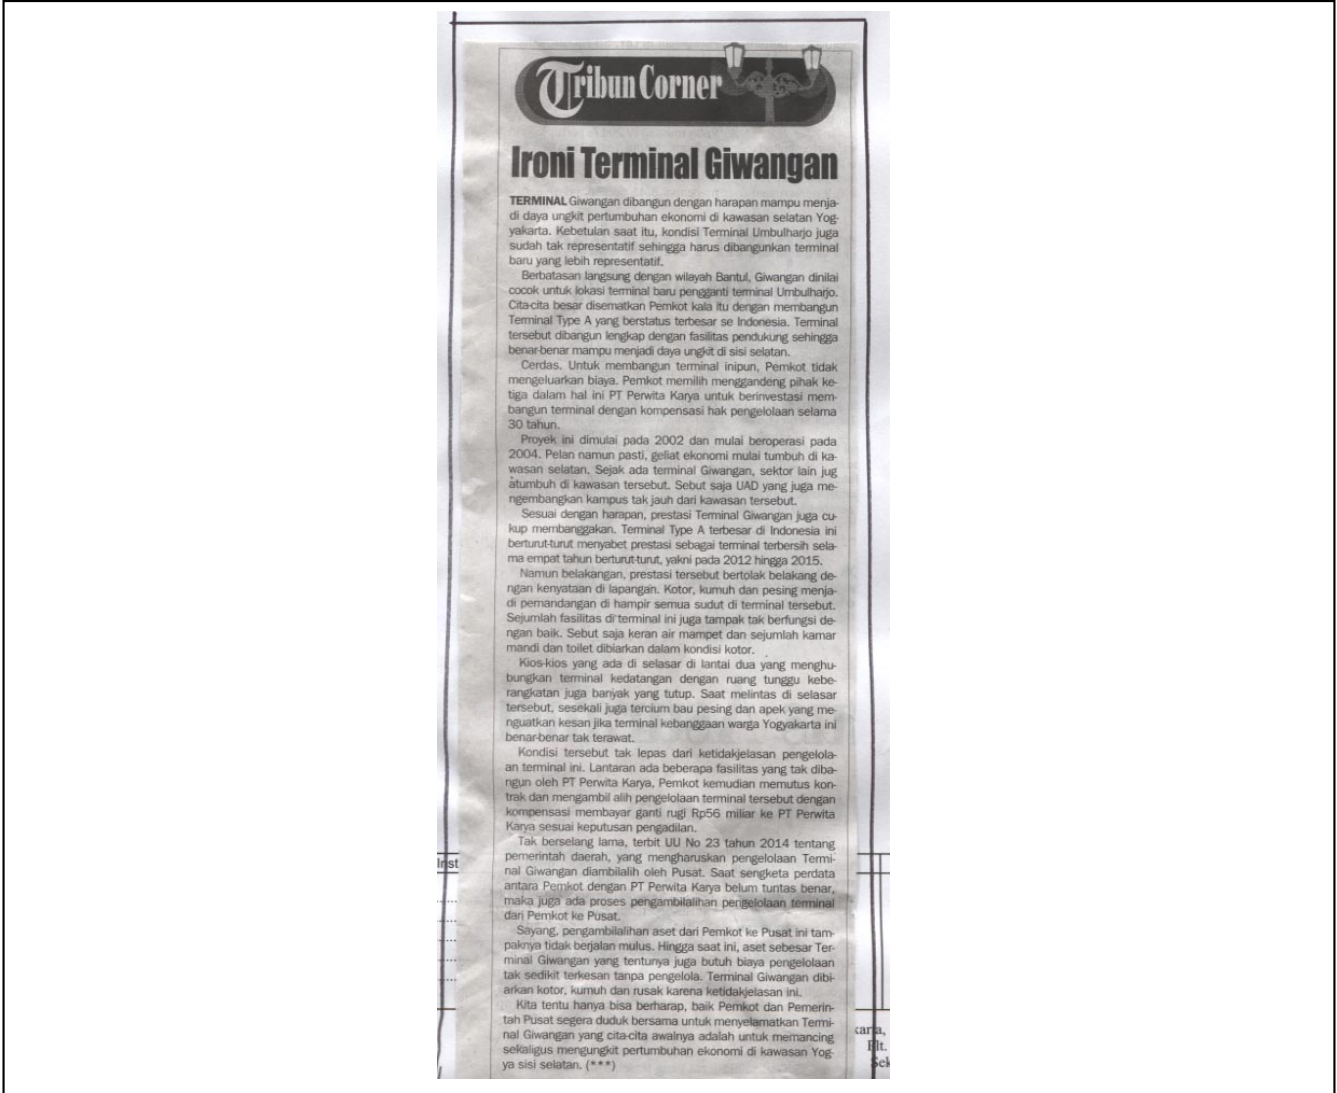 Tribun Corner
Ironi Terminal Giwangan
TERMINAL Giwangan dibangun dengan harapan mampu menja-
di daya ungkit pertumbuhan ekonomi di kawasan selatan Yog-
yakarta. Kebetulan saat itu, kondisi Terminal Umbulharjo juga
sudah tak representatif sehingga harus dibangunkan terminal
baru yang lebih representatif.
Berbatasan langsung dengan wilayah Bantul, Giwangan dinilai
cocok untuk lokasi terminal baru pengganti terminal Umbulharjo.
Cita-cita besar disematkan Pemkot kala itu dengan membangun
Terminal Type A yang berstatus terbesar se Indonesia. Terminal
tersebut dibangun lengkap dengan fasilitas pendukung sehingga
benar-benar mampu menjadi daya ungkit di sisi selatan.
Cerdas. Untuk membangun terminal inipun, Pemkot tidak
mengeluarkan biaya. Pemkot memilih menggandeng pihak ke-
tiga dalam hal ini PT Perwita Karya untuk berinvestasi mem-
bangun terminal dengan kompensasi hak pengelolaan selama
30 tahun.
Proyek ini dimulai pada 2002 dan mulai beroperasi pada
2004. Pelan namun pasti, geliat ekonomi mulai tumbuh di ka-
wasan selatan. Sejak ada terminal Giwangan, sektor lain jug
atumbuh di kawasan tersebut. Sebut saja UAD yang juga me-
ngembangkan kampus tak jauh dari kawasan tersebut.
Sesuai dengan harapan, prestasi Terminal Giwangan juga cu-
kup membanggakan. Terminal Type A terbesar di Indonesia ini
berturut-turut menyabet prestasi sebagai terminal terbersih sela-
ma empat tahun berturut-turut, yakni pada 2012 hingga 2015.
Namun belakangan, prestasi tersebut bertolak belakang de-
ngan kenyataan di lapangan. Kotor, kumuh dan pesing menja-
di pemandangan di hampir semua sudut di terminal tersebut.
Sejumlah fasilitas di terminal ini juga tampak tak berfungsi de-
ngan baik. Sebut saja keran air mampet dan sejumlah kamar
mandi dan toilet dibiarkan dalam kondisi kotor.
Kios-kios yang ada di selasar di lantai dua yang menghu-
bungkan terminal kedatangan dengan ruang tunggu kebe-
rangkatan juga banyak yang tutup. Saat melintas di selasar
tersebut, sesekali juga tercium bau pesing dan apek yang me-
nguatkan kesan jika terminal kebanggaan warga Yogyakarta ini
benar-benar tak terawat.
Kondisi tersebut tak lepas dari ketidakjelasan pengelola-
an terminal ini. Lantaran ada beberapa fasilitas yang tak diba-
ngun oleh PT Perwita Karya, Pemkot kemudian memutus kon-
trak dan mengambil alih pengelolaan terminal tersebut dengan
kompensasi membayar ganti rugi Rp56 miliar ke PT Perwita
Karya sesuai keputusan pengadilan.
Tak berselang lama, terbit UU No 23 tahun 2014 tentang
pemerintah daerah, yang mengharuskan pengelolaan Termi-
nal Giwangan diambilalih oleh Pusat. Saat sengketa perdata
antara Pemkot dengan PT Perwita Karya belum tuntas benar,
maka juga ada proses pengambilalihan pengelolaan terminal
dari Pemkot ke Pusat.
Sayang, pengambilalihan aset dari Pemkot ke Pusat ini tam-
paknya tidak berjalan mulus. Hingga saat ini, aset sebesar Ter-
minal Giwangan yang tentunya juga butuh biaya pengelolaan
tak sedikit terkesan tanpa pengelola. Terminal Giwangan dibi-
arkan kotor, kumuh dan rusak karena ketidakjelasan ini.
Kita tentu hanya bisa berharap, baik Pemkot dan Pemerin-
tah Pusat segera duduk bersama untuk menyelamatkan Termi-
nal Giwangan yang cita-cita awalnya adalah untuk memancing
sekaligus mengungkit pertumbuhan ekonomi di kawasan Yog-
ya sisi selatan. (***)
Inst
karta,
Plt.
Sek